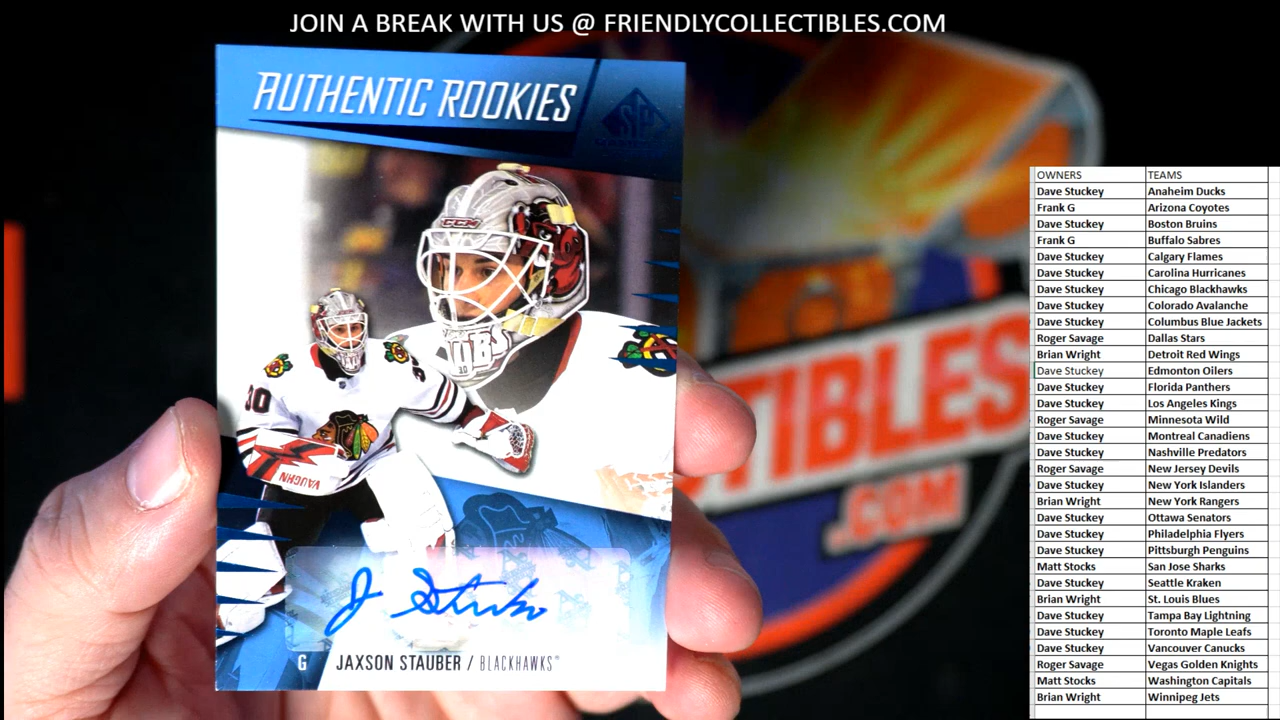 JOIN A BREAK WITH US @ FRIENDLYCOLLECTIBLES.COM
AUTHENTIC ROOKIES
SP
CCM
30
VAUGHN
J Stauber
G JAXSON STAUBER / BLACKHAWKS
TIBLES
.COM
OWNERS TEAMS
Dave Stuckey Anaheim Ducks
Frank G Arizona Coyotes
Dave Stuckey Boston Bruins
Frank G Buffalo Sabres
Dave Stuckey Calgary Flames
Dave Stuckey Carolina Hurricanes
Dave Stuckey Chicago Blackhawks
Dave Stuckey Colorado Avalanche
Dave Stuckey Columbus Blue Jackets
Roger Savage Dallas Stars
Brian Wright Detroit Red Wings
Dave Stuckey Edmonton Oilers
Dave Stuckey Florida Panthers
Dave Stuckey Los Angeles Kings
Roger Savage Minnesota Wild
Dave Stuckey Montreal Canadiens
Dave Stuckey Nashville Predators
Roger Savage New Jersey Devils
Dave Stuckey New York Islanders
Brian Wright New York Rangers
Dave Stuckey Ottawa Senators
Dave Stuckey Philadelphia Flyers
Dave Stuckey Pittsburgh Penguins
Matt Stocks San Jose Sharks
Dave Stuckey Seattle Kraken
Brian Wright St. Louis Blues
Dave Stuckey Tampa Bay Lightning
Dave Stuckey Toronto Maple Leafs
Dave Stuckey Vancouver Canucks
Roger Savage Vegas Golden Knights
Matt Stocks Washington Capitals
Brian Wright Winnipeg Jets